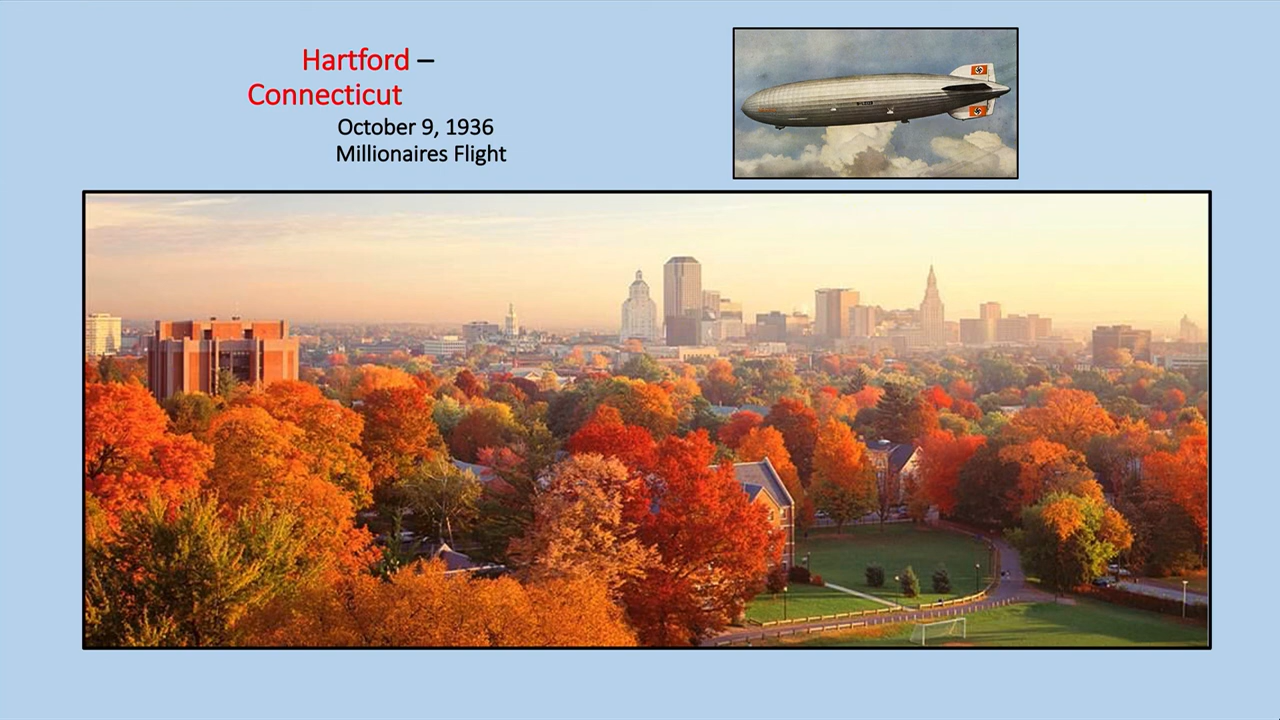 Hartford –
Connecticut
October 9, 1936
Millionaires Flight